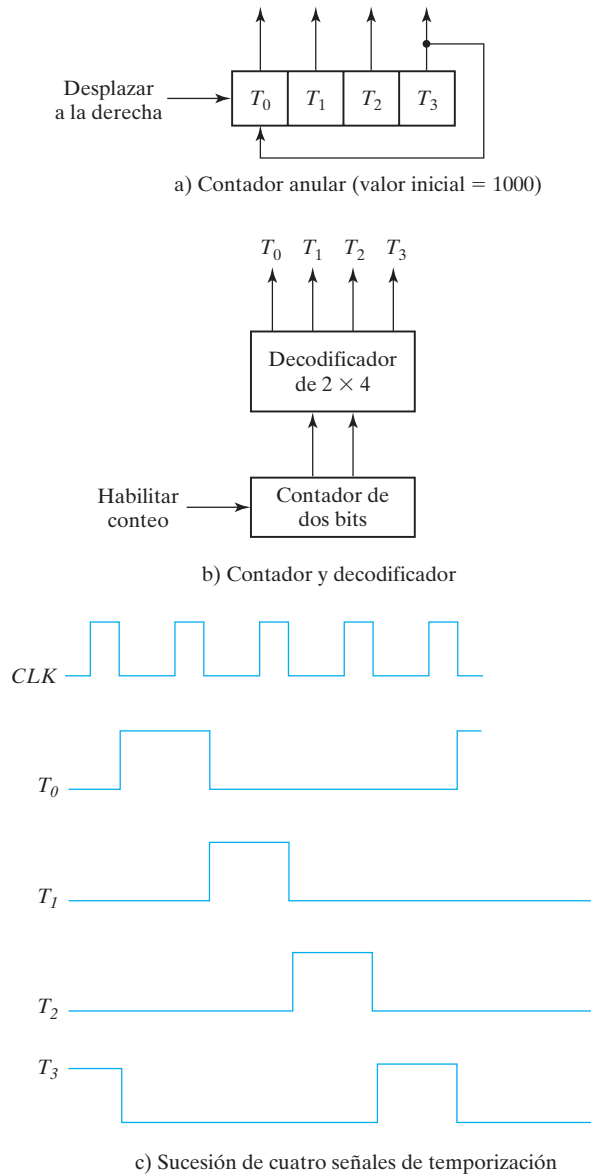 Desplazar
a la derecha
T0 T1 T2 T3
a) Contador anular (valor inicial = 1000)
T0 T1 T2 T3
Decodificador
de 2 × 4
Habilitar
conteo
Contador de
dos bits
b) Contador y decodificador
CLK
T0
T1
T2
T3
c) Sucesión de cuatro señales de temporización